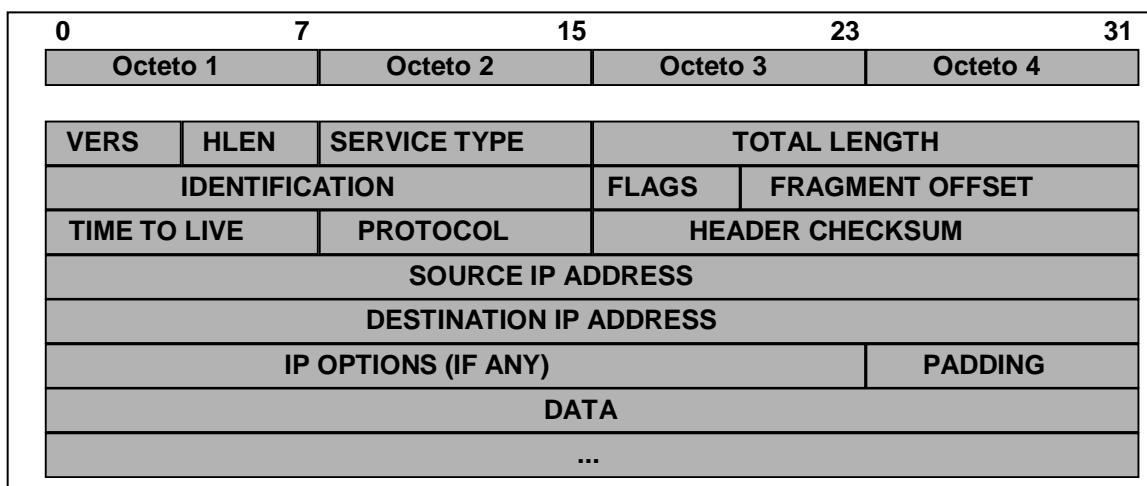 0 7 15 23 31
Octeto 1 Octeto 2 Octeto 3 Octeto 4
VERS HLEN SERVICE TYPE TOTAL LENGTH
IDENTIFICATION FLAGS FRAGMENT OFFSET
TIME TO LIVE PROTOCOL HEADER CHECKSUM
SOURCE IP ADDRESS
DESTINATION IP ADDRESS
IP OPTIONS (IF ANY) PADDING
DATA
...